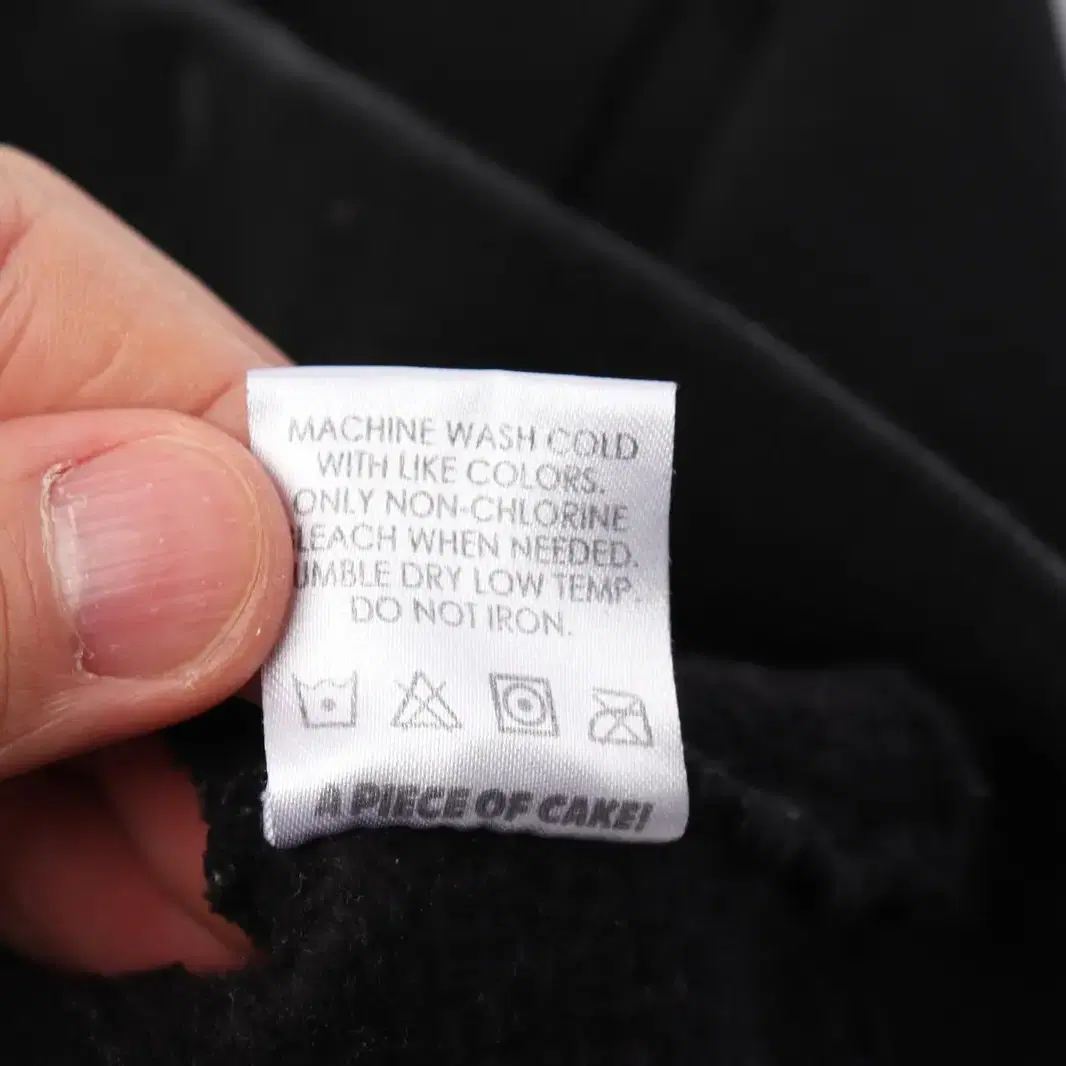 MACHINE WASH COLD
WITH LIKE COLORS.
ONLY NON-CHLORINE
LEACH WHEN NEEDED.
UMBLE DRY LOW TEMP.
DO NOT IRON.
A PIECE OF CAKE!